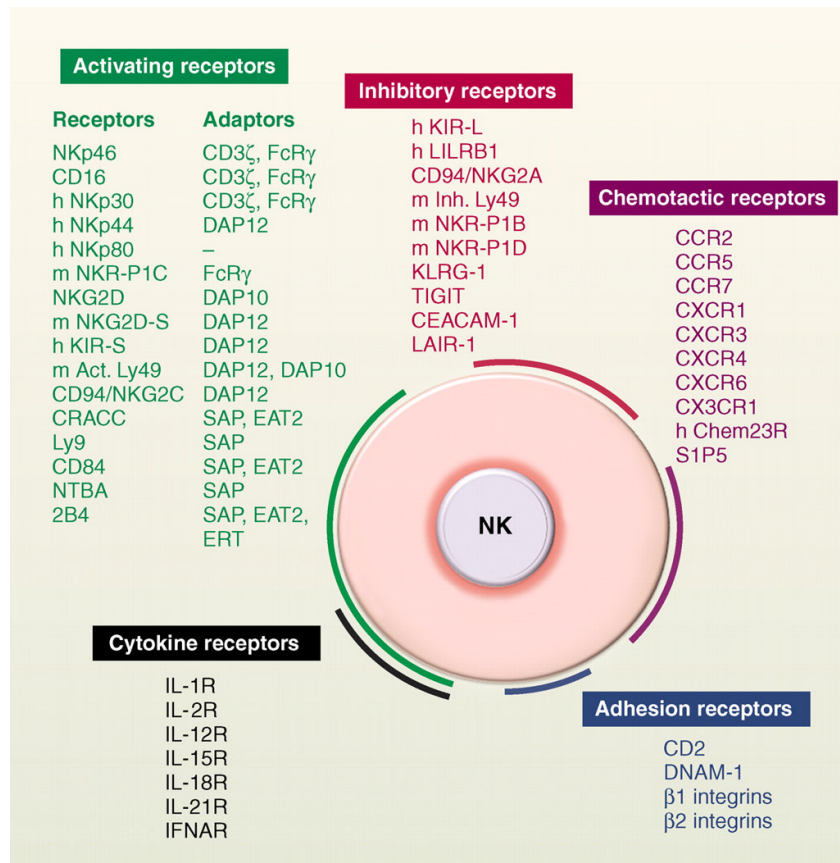 Activating receptors
Receptors Adaptors
NKp46 CD3ζ, FcRγ
CD16 CD3ζ, FcRγ
h NKp30 CD3ζ, FcRγ
h NKp44 DAP12
h NKp80 –
m NKR-P1C FcRγ
NKG2D DAP10
m NKG2D-S DAP12
h KIR-S DAP12
m Act. Ly49 DAP12, DAP10
CD94/NKG2C DAP12
CRACC SAP, EAT2
Ly9 SAP
CD84 SAP, EAT2
NTBA SAP
2B4 SAP, EAT2,
ERT
Inhibitory receptors
h KIR-L
h LILRB1
CD94/NKG2A
m Inh. Ly49
m NKR-P1B
m NKR-P1D
KLRG-1
TIGIT
CEACAM-1
LAIR-1
Chemotactic receptors
CCR2
CCR5
CCR7
CXCR1
CXCR3
CXCR4
CXCR6
CX3CR1
h Chem23R
S1P5
NK
Cytokine receptors
IL-1R
IL-2R
IL-12R
IL-15R
IL-18R
IL-21R
IFNAR
Adhesion receptors
CD2
DNAM-1
β1 integrins
β2 integrins